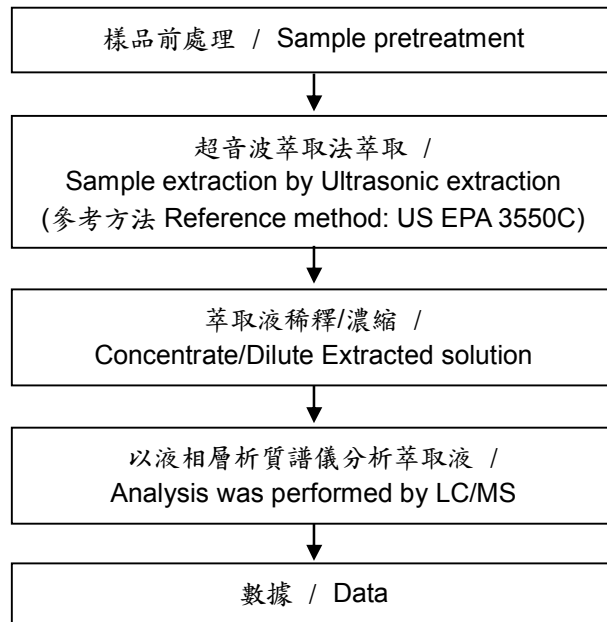 樣品前處理 / Sample pretreatment
超音波萃取法萃取 /
Sample extraction by Ultrasonic extraction
(參考方法 Reference method: US EPA 3550C)
萃取液稀釋/濃縮 /
Concentrate/Dilute Extracted solution
以液相層析質譜儀分析萃取液 /
Analysis was performed by LC/MS
數據 / Data